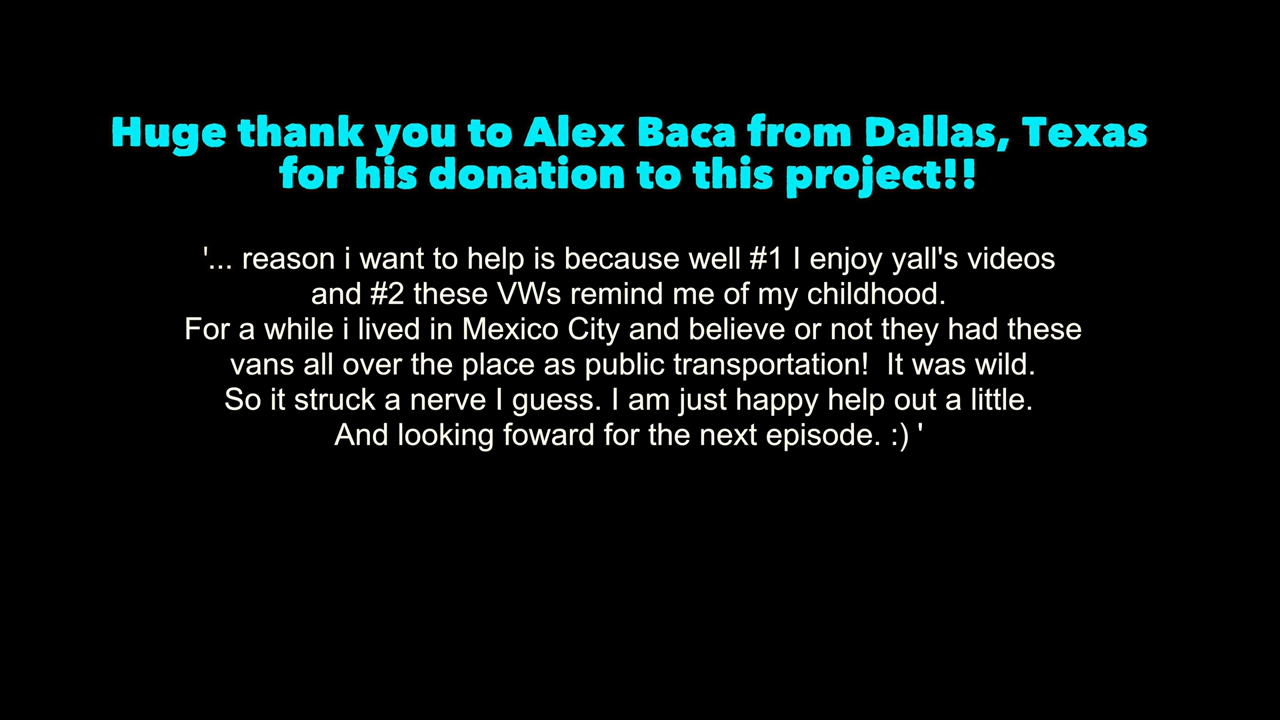 Huge thank you to Alex Baca from Dallas, Texas
for his donation to this project!!
'... reason i want to help is because well #1 I enjoy yall's videos
and #2 these VWs remind me of my childhood.
For a while i lived in Mexico City and believe or not they had these
vans all over the place as public transportation!  It was wild.
So it struck a nerve I guess. I am just happy help out a little.
And looking foward for the next episode. :) '